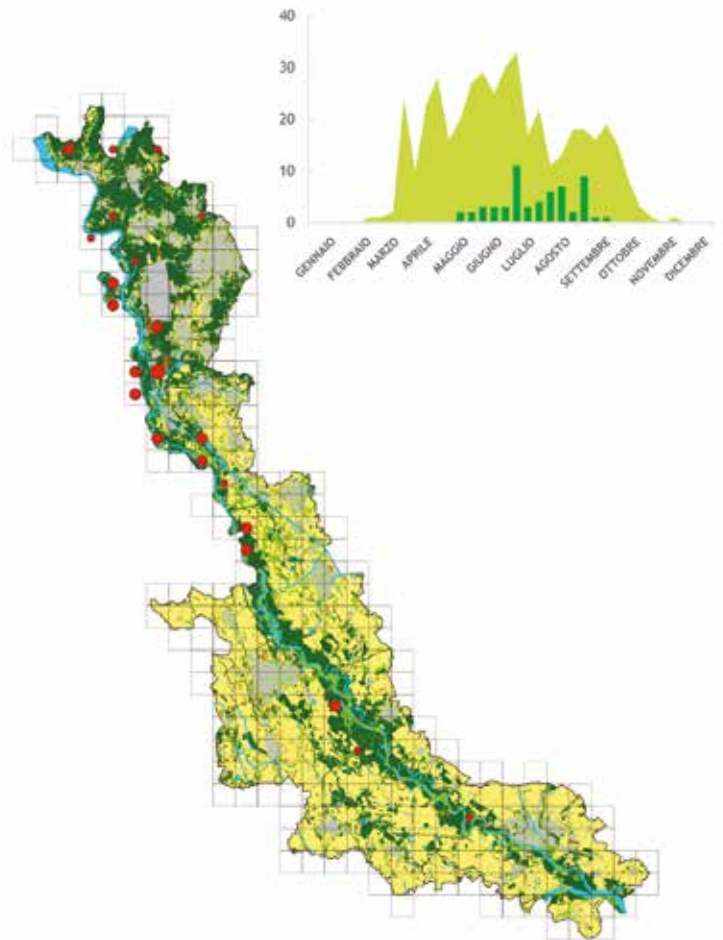 40
30
20
10
0
GENNAIO
FEBBRAIO
MARZO
APRILE
MAGGIO
GIUGNO
LUGLIO
AGOSTO
SETTEMBRE
OTTOBRE
NOVEMBRE
DICEMBRE